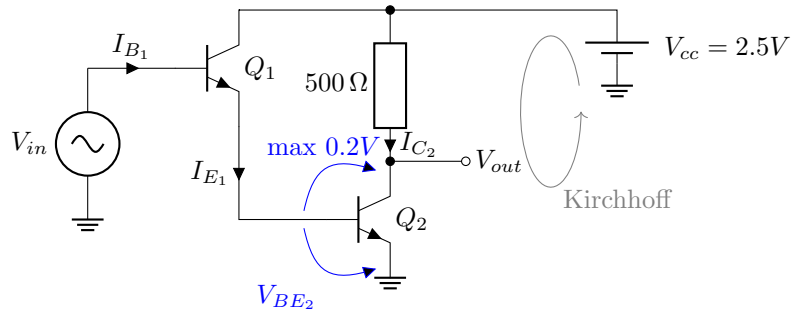 I_{B_1}
Q_1
V_{cc} = 2.5V
500 Ω
V_{in}
max 0.2V
I_{C_2}
V_{out}
I_{E_1}
Kirchhoff
Q_2
V_{BE_2}